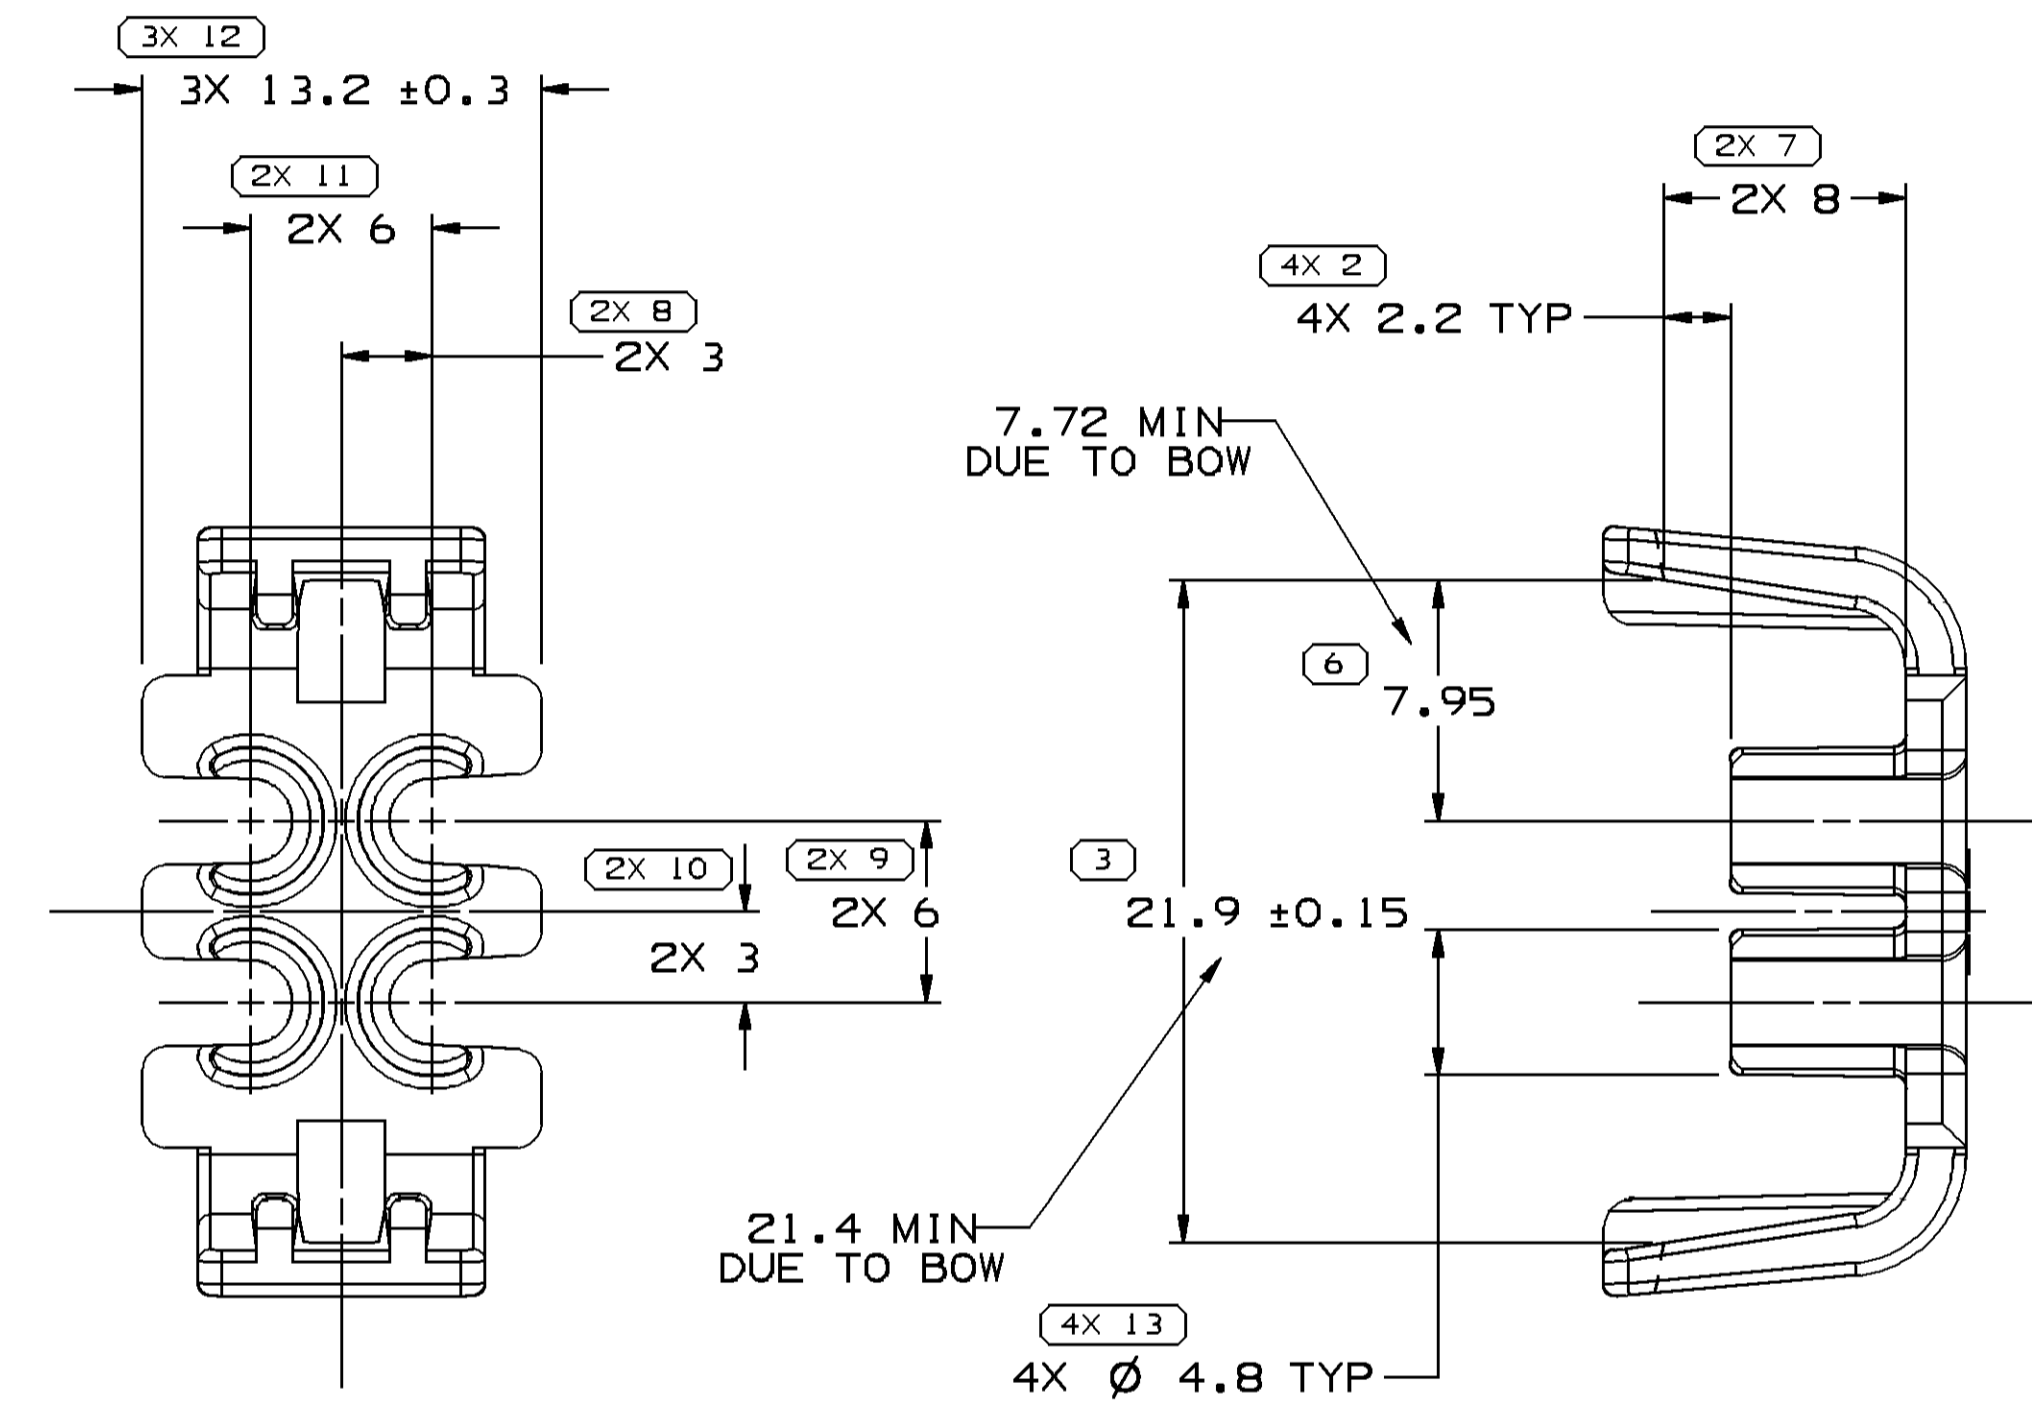 3X 12
3X 13.2 ±0.3
2X 11
2X 6
2X 8
2X 3
2X 7
2X 8
4X 2
4X 2.2 TYP
7.72 MIN
DUE TO BOW
6
7.95
2X 10
2X 3
2X 9
2X 6
3
21.9 ±0.15
21.4 MIN
DUE TO BOW
4X 13
4X Ø 4.8 TYP